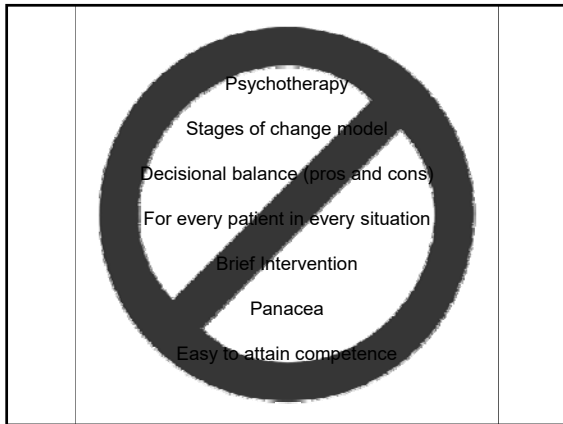 Psychotherapy
Stages of change model
Decisional balance (pros and cons)
For every patient in every situation
Brief Intervention
Panacea
Easy to attain competence